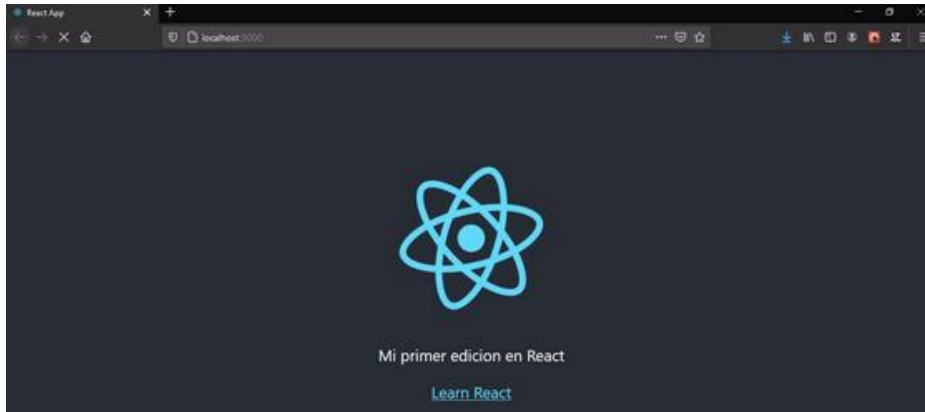 React App
localhost:3000
Mi primer edicion en React
Learn React